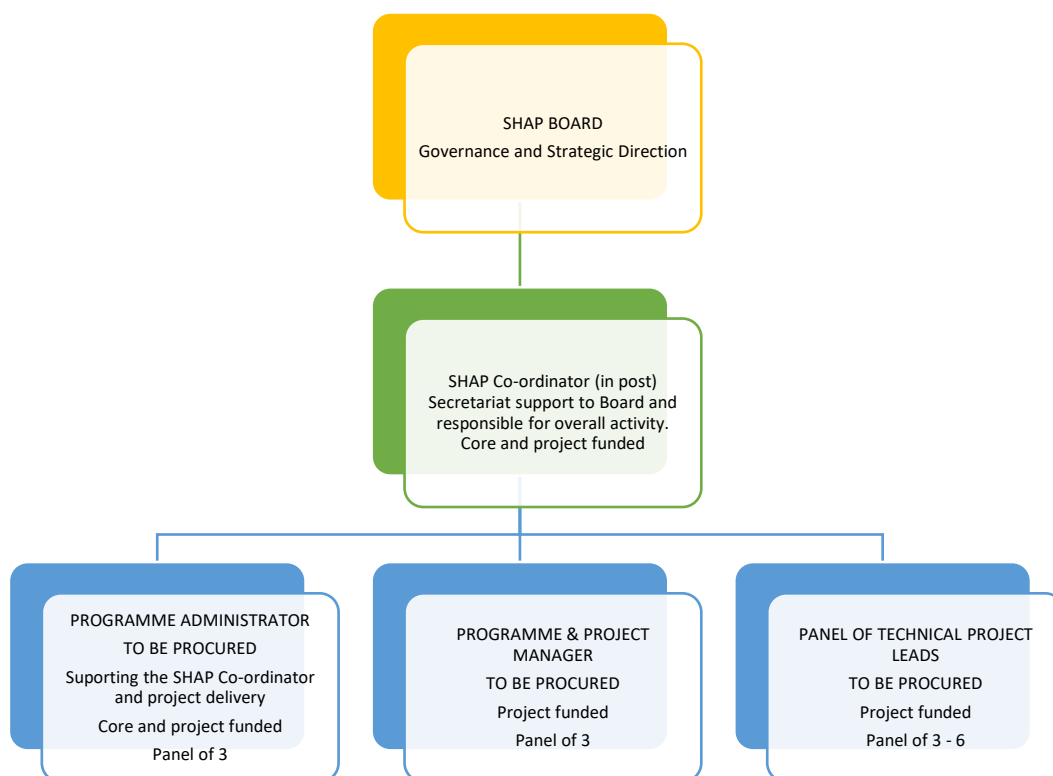 SHAP BOARD
Governance and Strategic Direction
SHAP Co-ordinator (in post)
Secretariat support to Board and
responsible for overall activity.
Core and project funded
PROGRAMME ADMINISTRATOR
TO BE PROCURED
Suporting the SHAP Co-ordinator
and project delivery
Core and project funded
Panel of 3
PROGRAMME & PROJECT
MANAGER
TO BE PROCURED
Project funded
Panel of 3
PANEL OF TECHNICAL PROJECT
LEADS
TO BE PROCURED
Project funded
Panel of 3 - 6